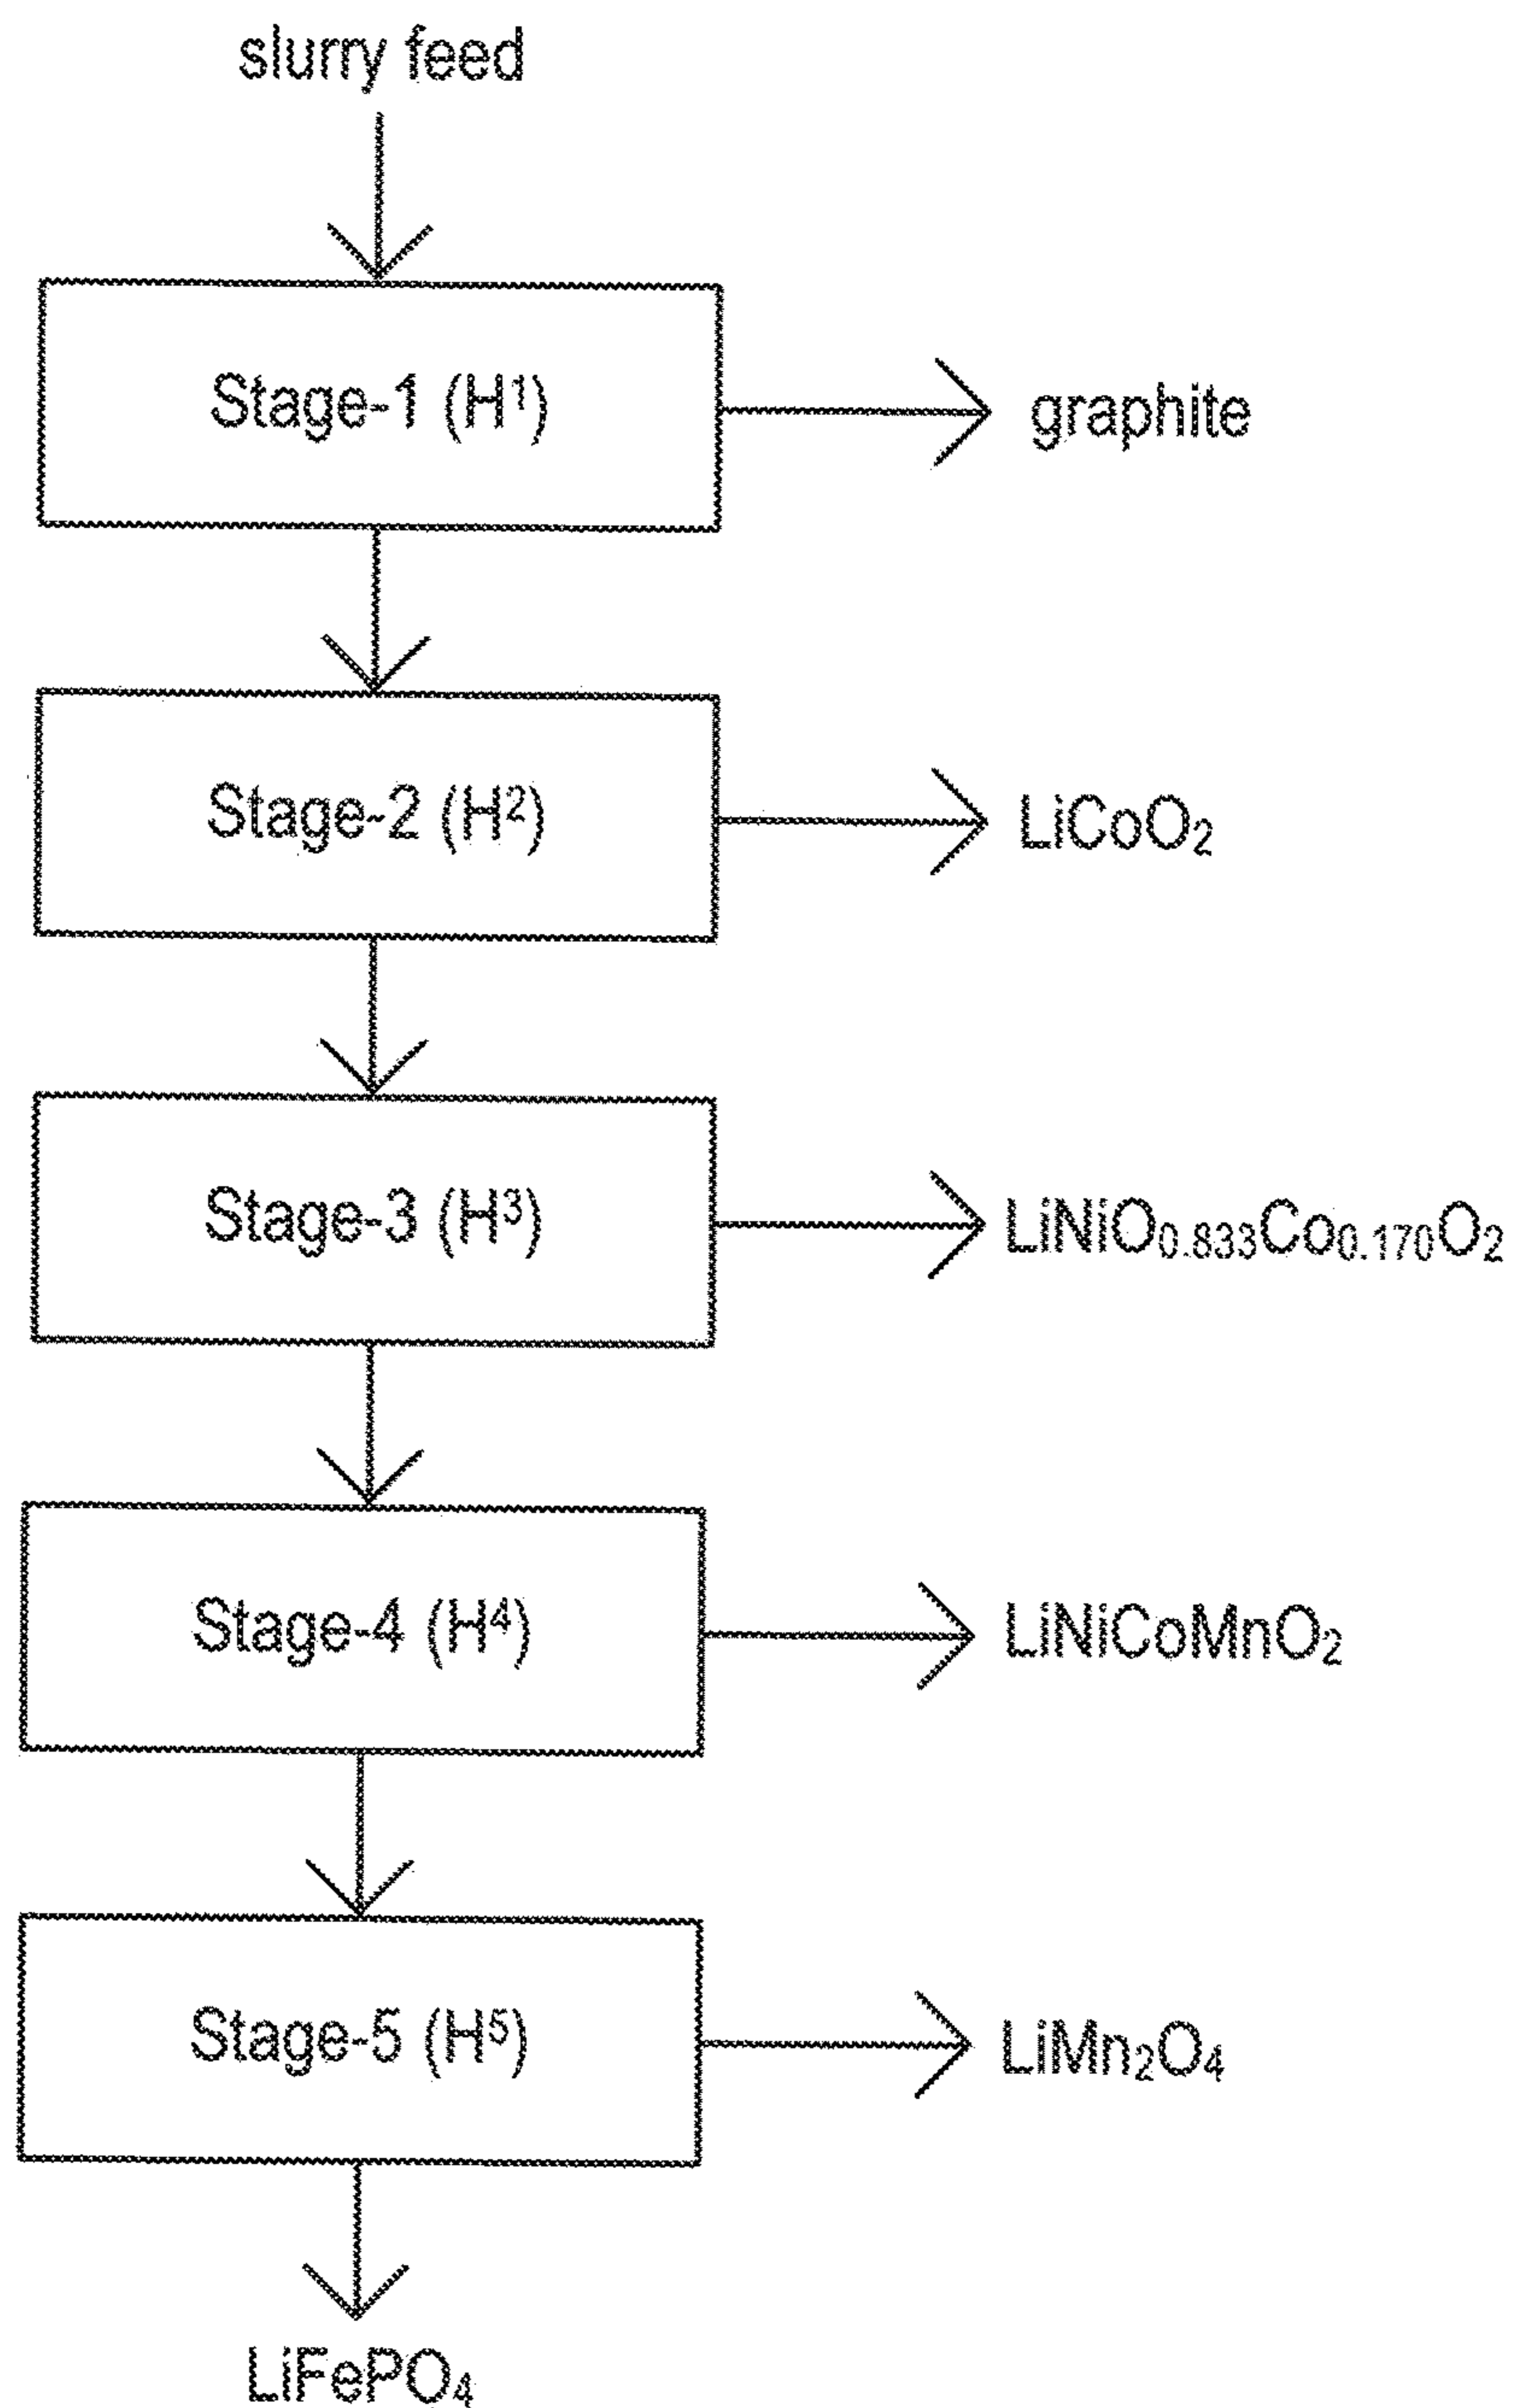 slurry feed
Stage-1 (H¹)
graphite
Stage-2 (H²)
LiCoO₂
Stage-3 (H³)
LiNiO₀.₈₃₃Co₀.₁₇₀O₂
Stage-4 (H⁴)
LiNiCoMnO₂
Stage-5 (H⁵)
LiMn₂O₄
LiFePO₄